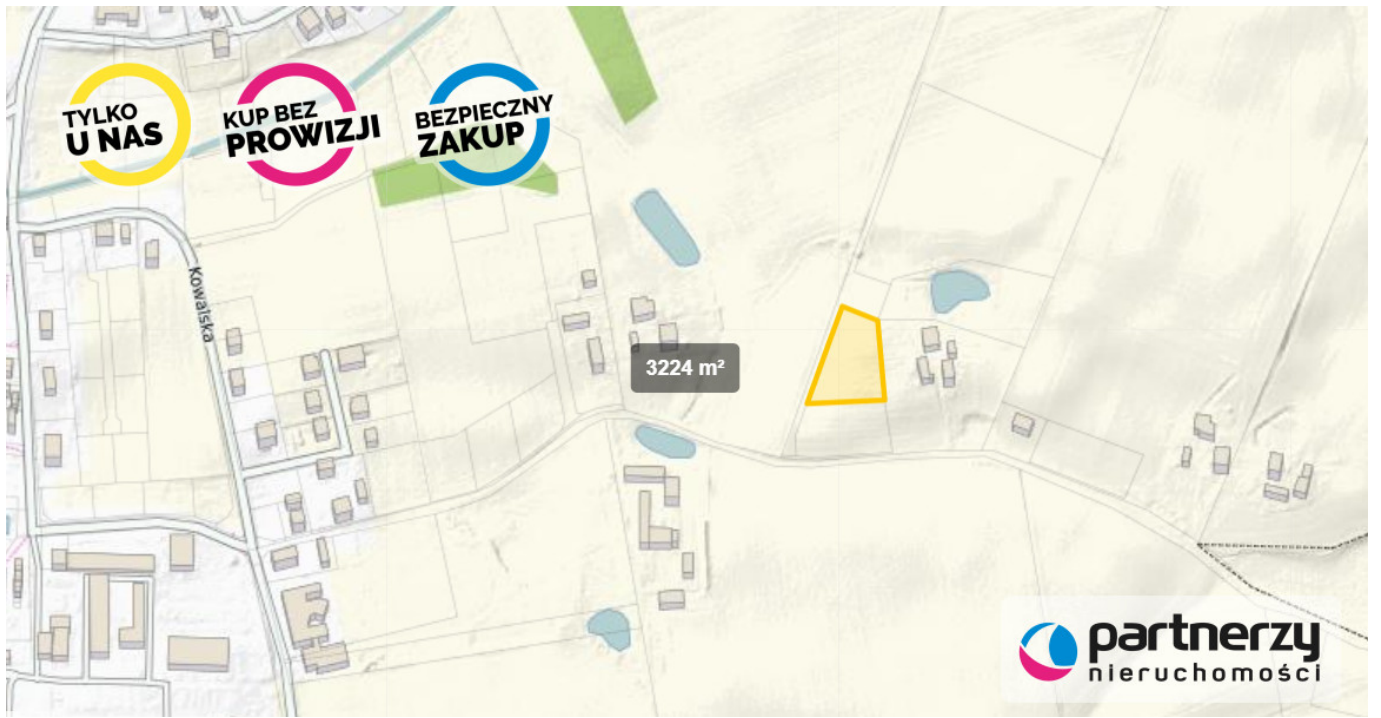 TYLKO
U NAS
KUP BEZ
PROWIZJI
BEZPIECZNY
ZAKUP
Kowalska
3224 m²
partnerzy
nieruchomości